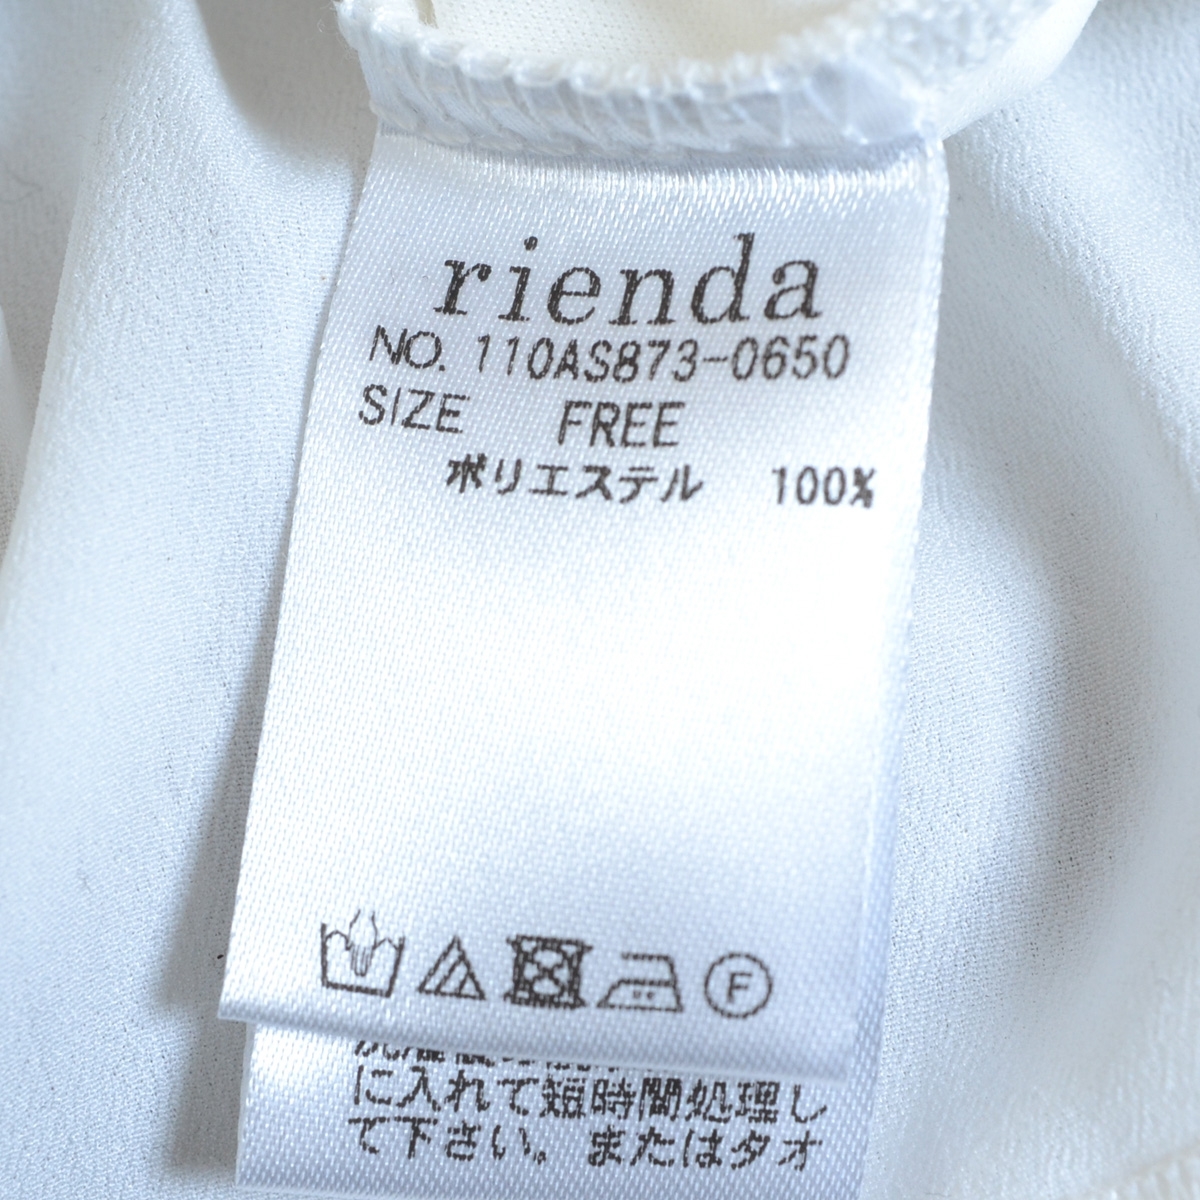 rienda
NO. 110AS873-0650
SIZE FREE
ポリエステル 100%
F
に入れて短時間処理し
て下さい。またはタオ